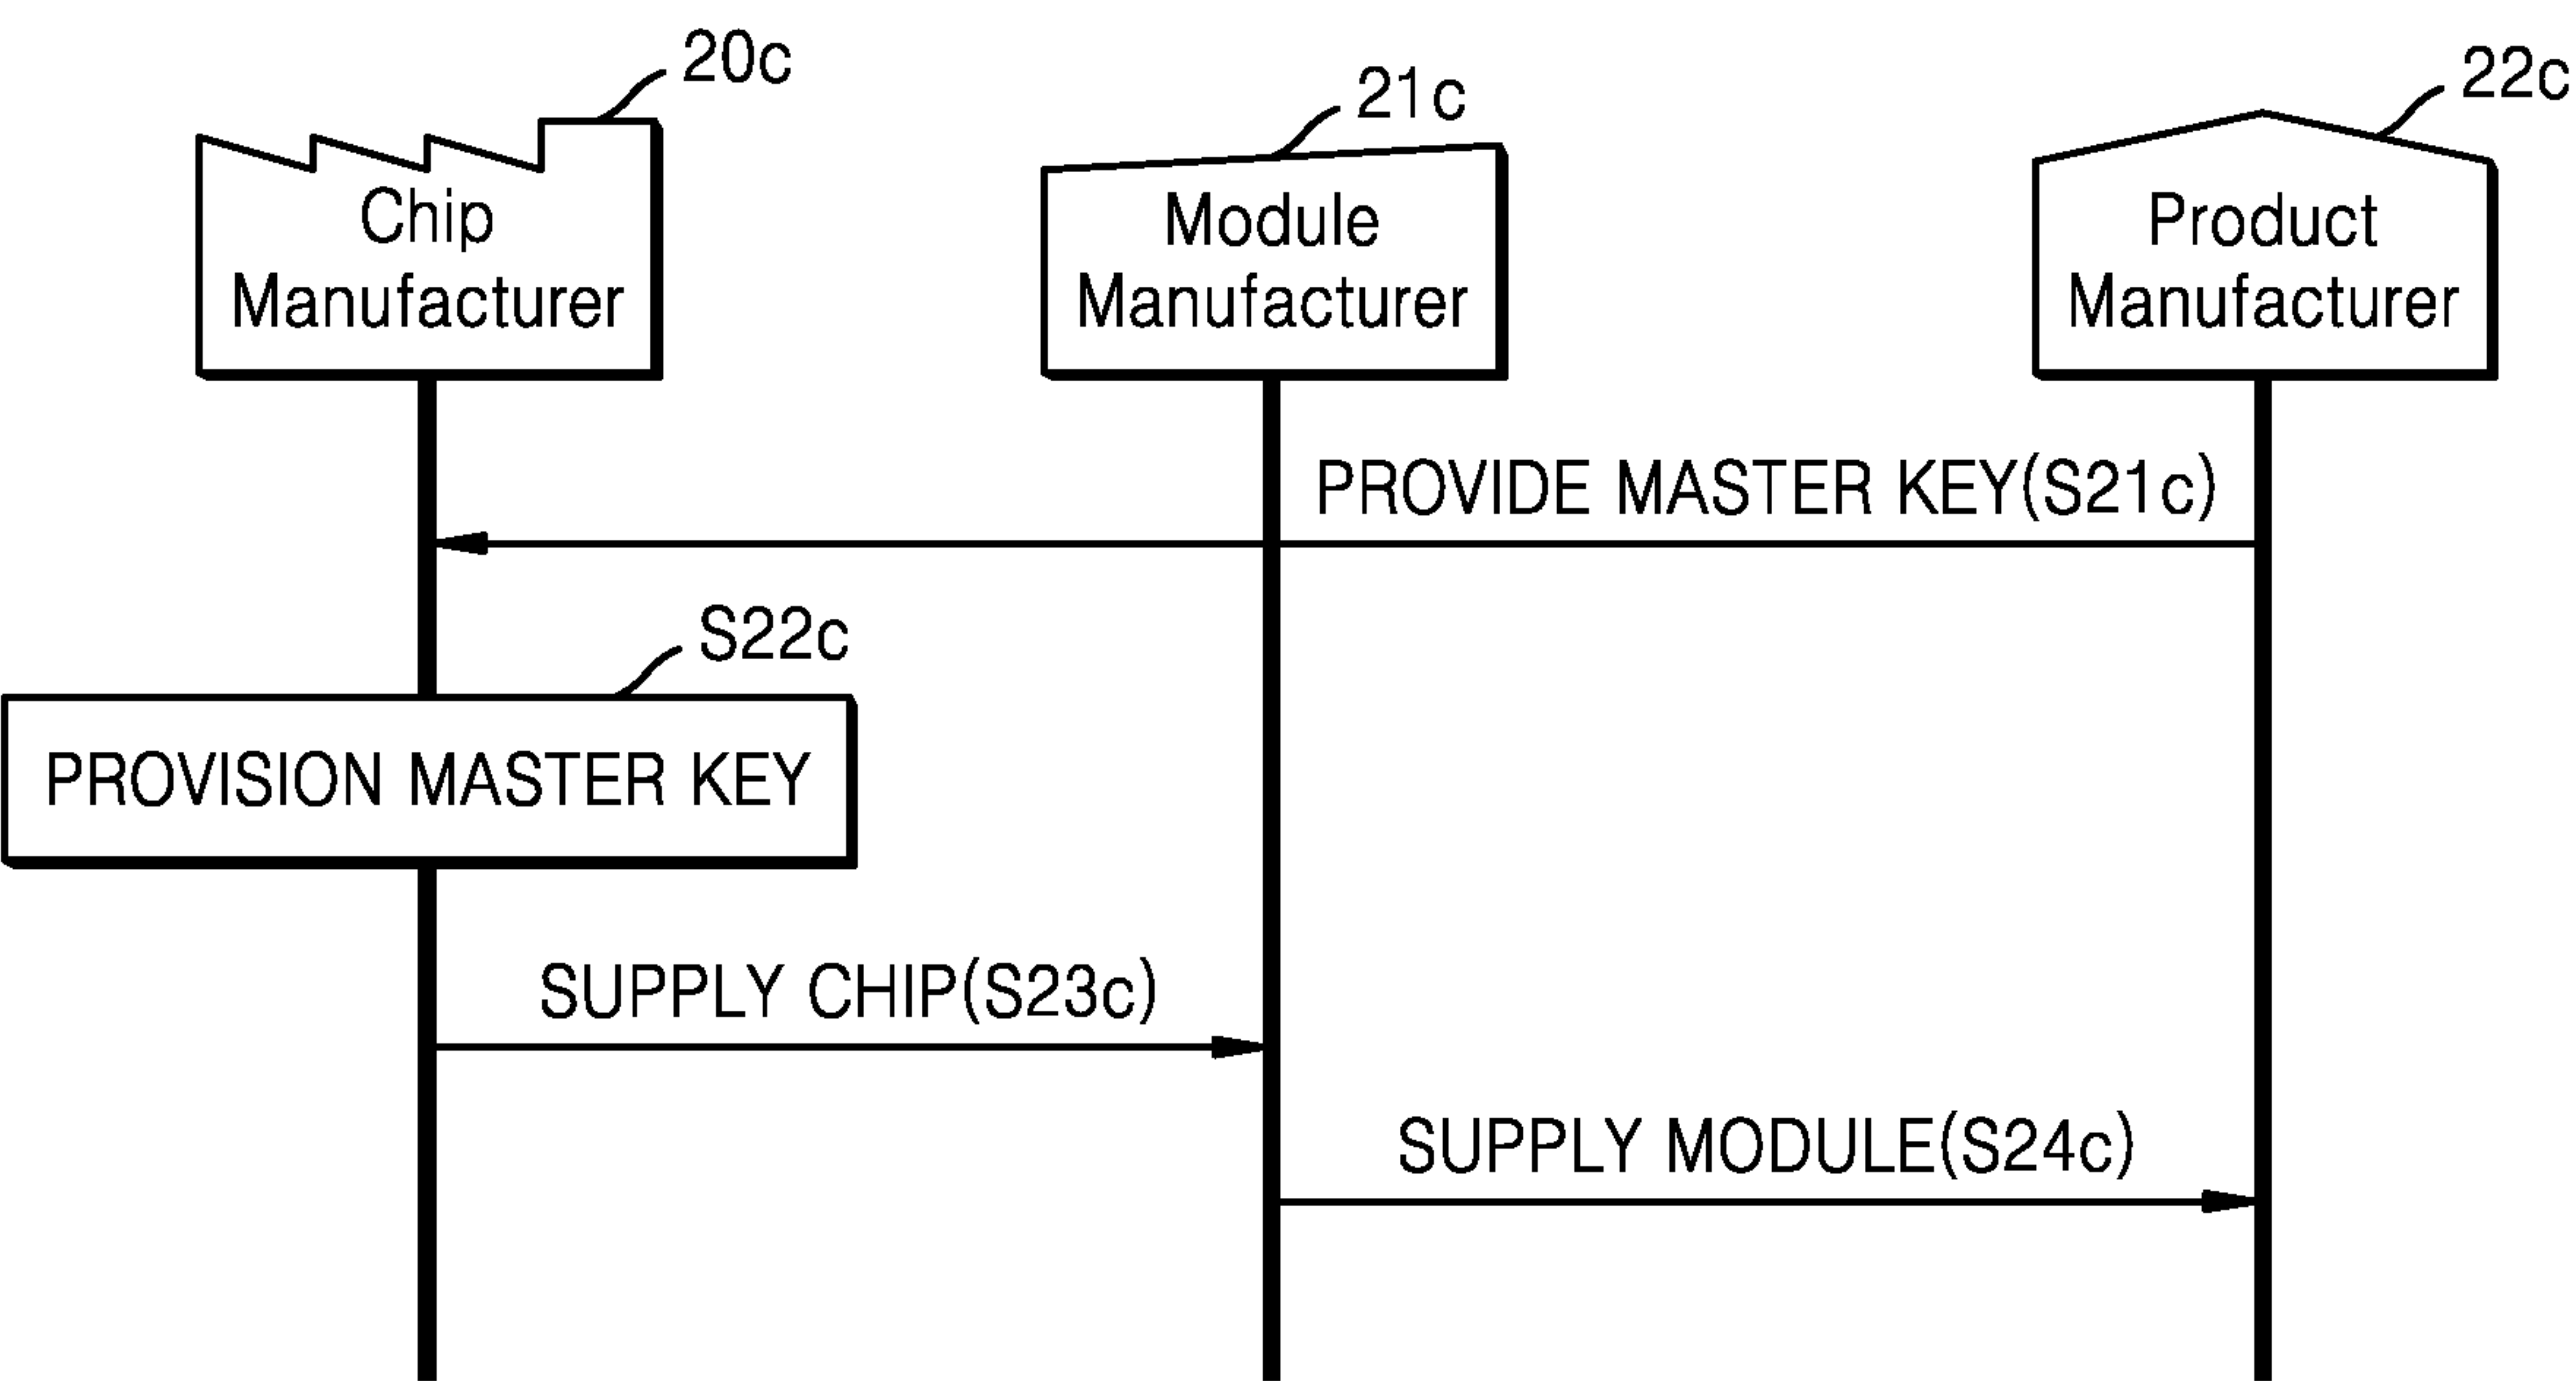 20c
21c
22c
Chip
Manufacturer
Module
Manufacturer
Product
Manufacturer
PROVIDE MASTER KEY(S21c)
S22c
PROVISION MASTER KEY
SUPPLY CHIP(S23c)
SUPPLY MODULE(S24c)